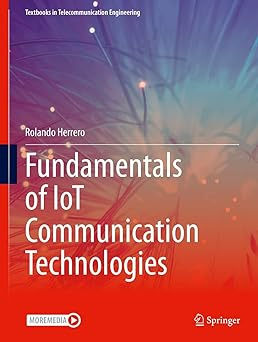 Textbooks in Telecommunication Engineering
Rolando Herrero
Fundamentals
of IoT
Communication
Technologies
MOREMEDIA
Springer